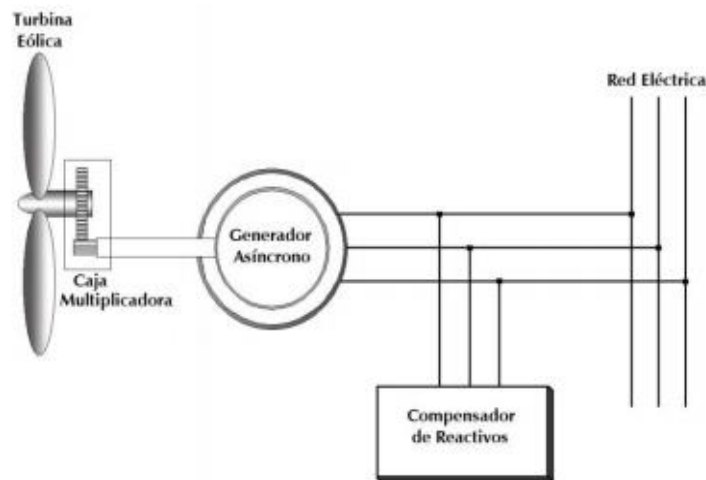 Turbina
Eólica
Red Eléctrica
Generador
Asíncrono
Caja
Multiplicadora
Compensador
de Reactivos